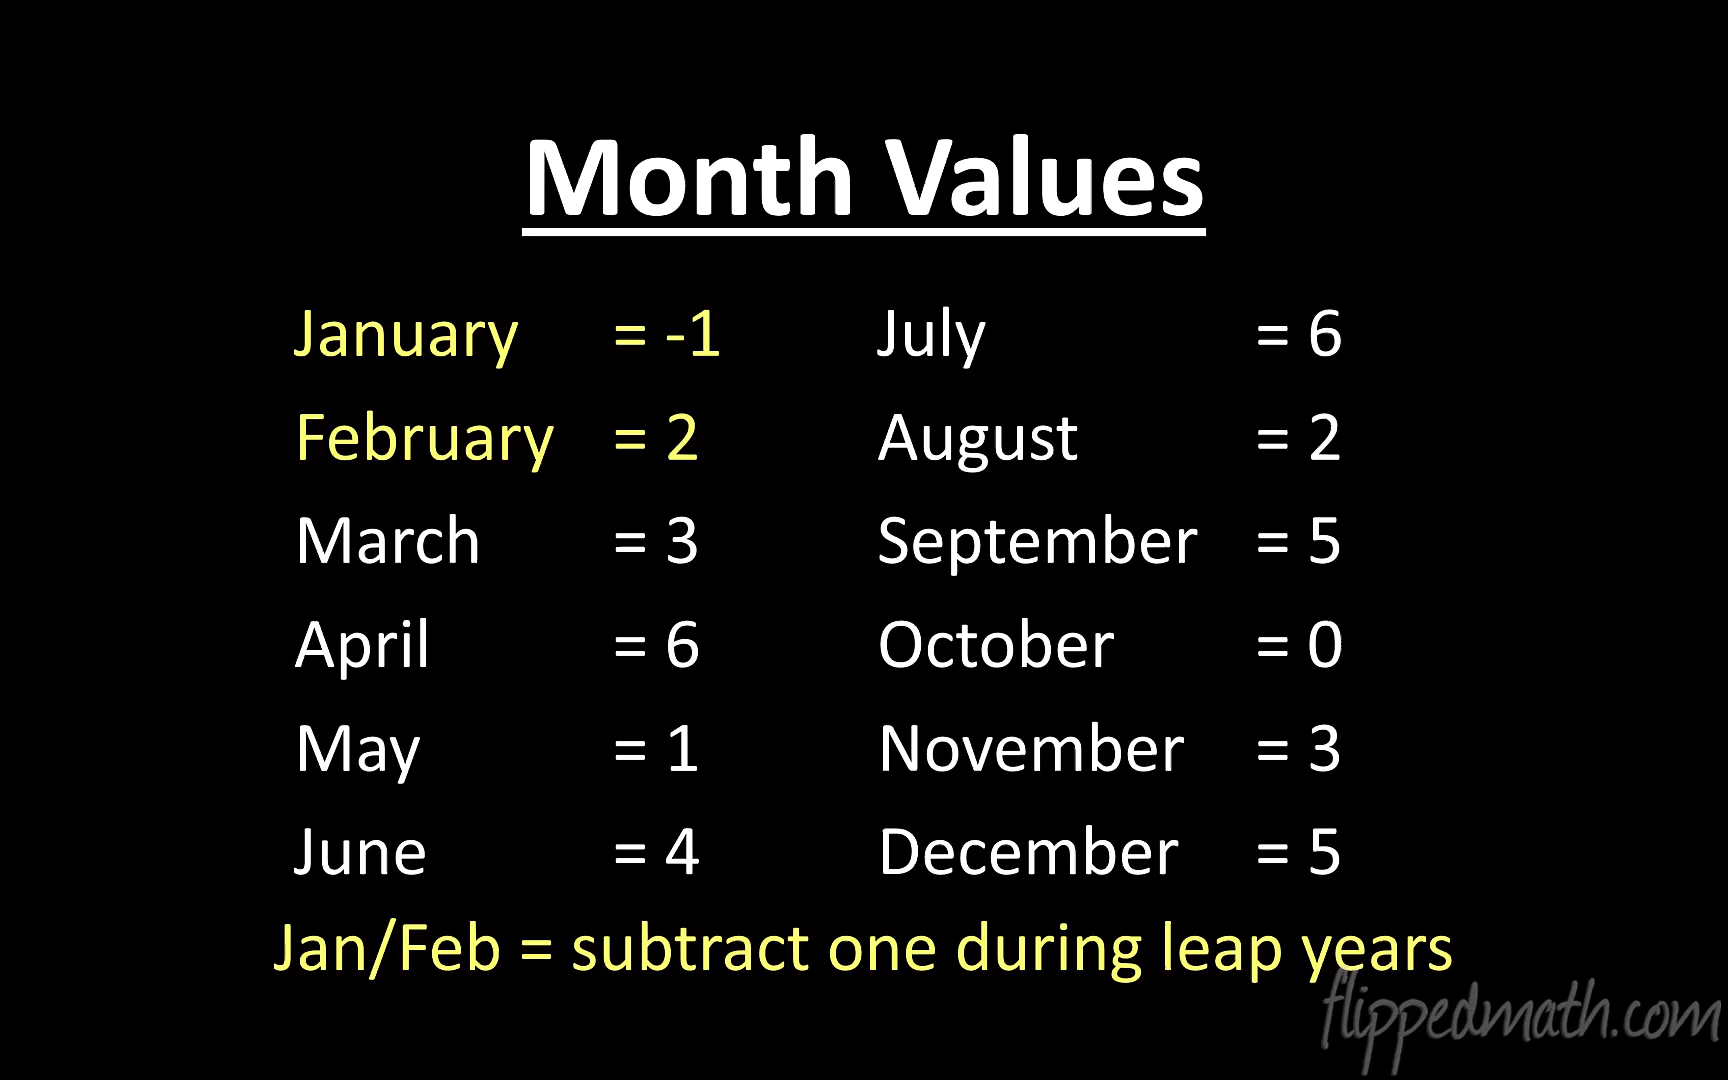 Month Values
January = -1 July = 6
February = 2 August = 2
March = 3 September = 5
April = 6 October = 0
May = 1 November = 3
June = 4 December = 5
Jan/Feb = subtract one during leap years
flippedmath.com